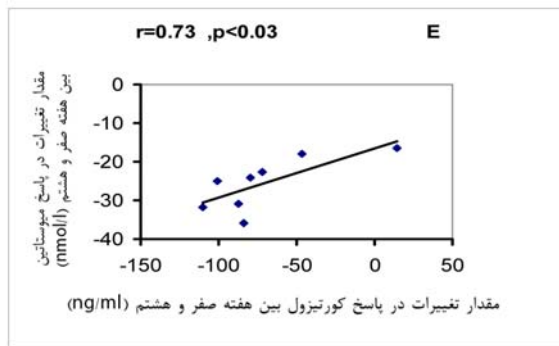 r=0.73 ,p<0.03
E
مقدار تغییرات در پاسخ میوستاتین
بین هفته صفر و هشتم
(nmol/l)
0
-10
-20
-30
-40
-150
-100
-50
0
50
مقدار تغییرات در پاسخ کورتیزول بین هفته صفر و هشتم (ng/ml)